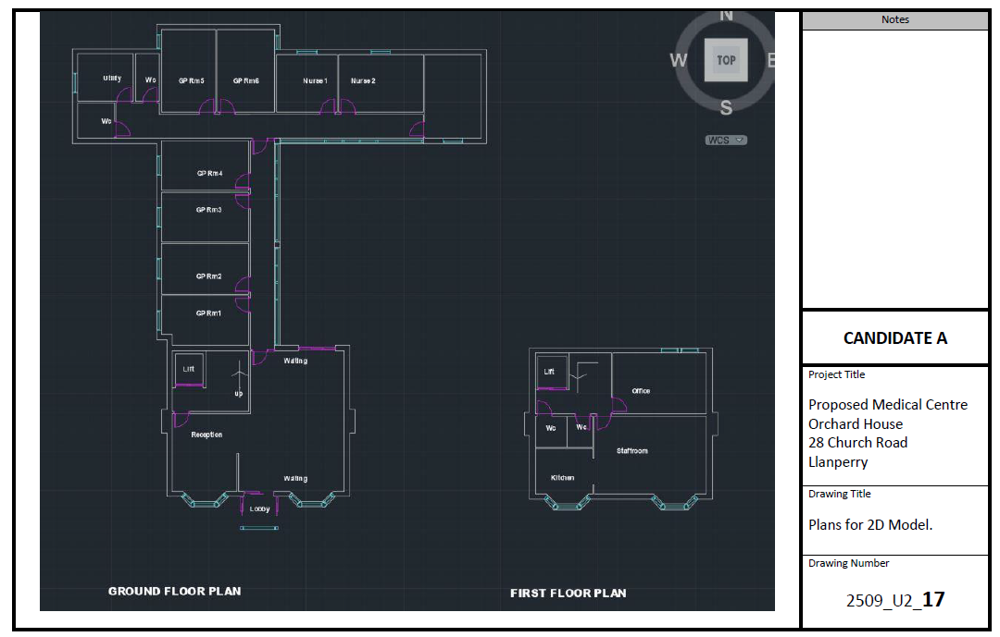 N
W
TOP
E
S
WCS
Utility
Wc
GP Rm5
GP Rm6
Nurse 1
Nurse 2
Wc
GP Rm4
GP Rm3
GP Rm2
GP Rm1
Lift
up
Waiting
Reception
Waiting
Lobby
GROUND FLOOR PLAN
Lift
Office
Wc
Wc
Staffroom
Kitchen
FIRST FLOOR PLAN
Notes
CANDIDATE A
Project Title
Proposed Medical Centre
Orchard House
28 Church Road
Llanperry
Drawing Title
Plans for 2D Model.
Drawing Number
2509_U2_17